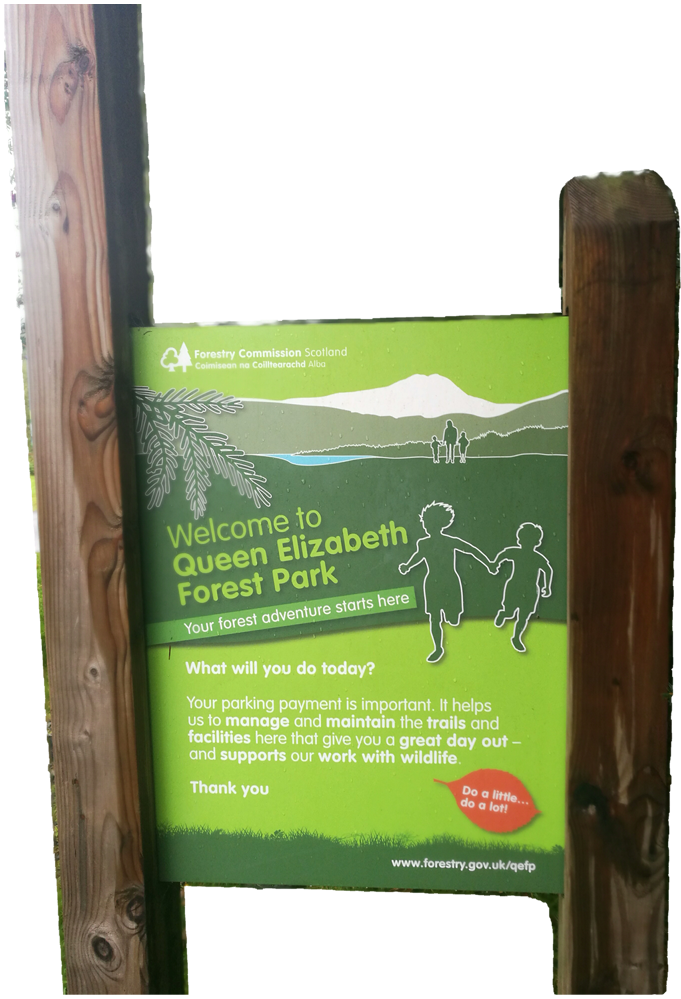 Forestry Commission Scotland
Coimisean na Coilltearachd Alba
Welcome to
Queen Elizabeth
Forest Park
Your forest adventure starts here
What will you do today?
Your parking payment is important. It helps
us to manage and maintain the trails and
facilities here that give you a great day out –
and supports our work with wildlife.
Thank you
Do a little...
do a lot!
www.forestry.gov.uk/qefp